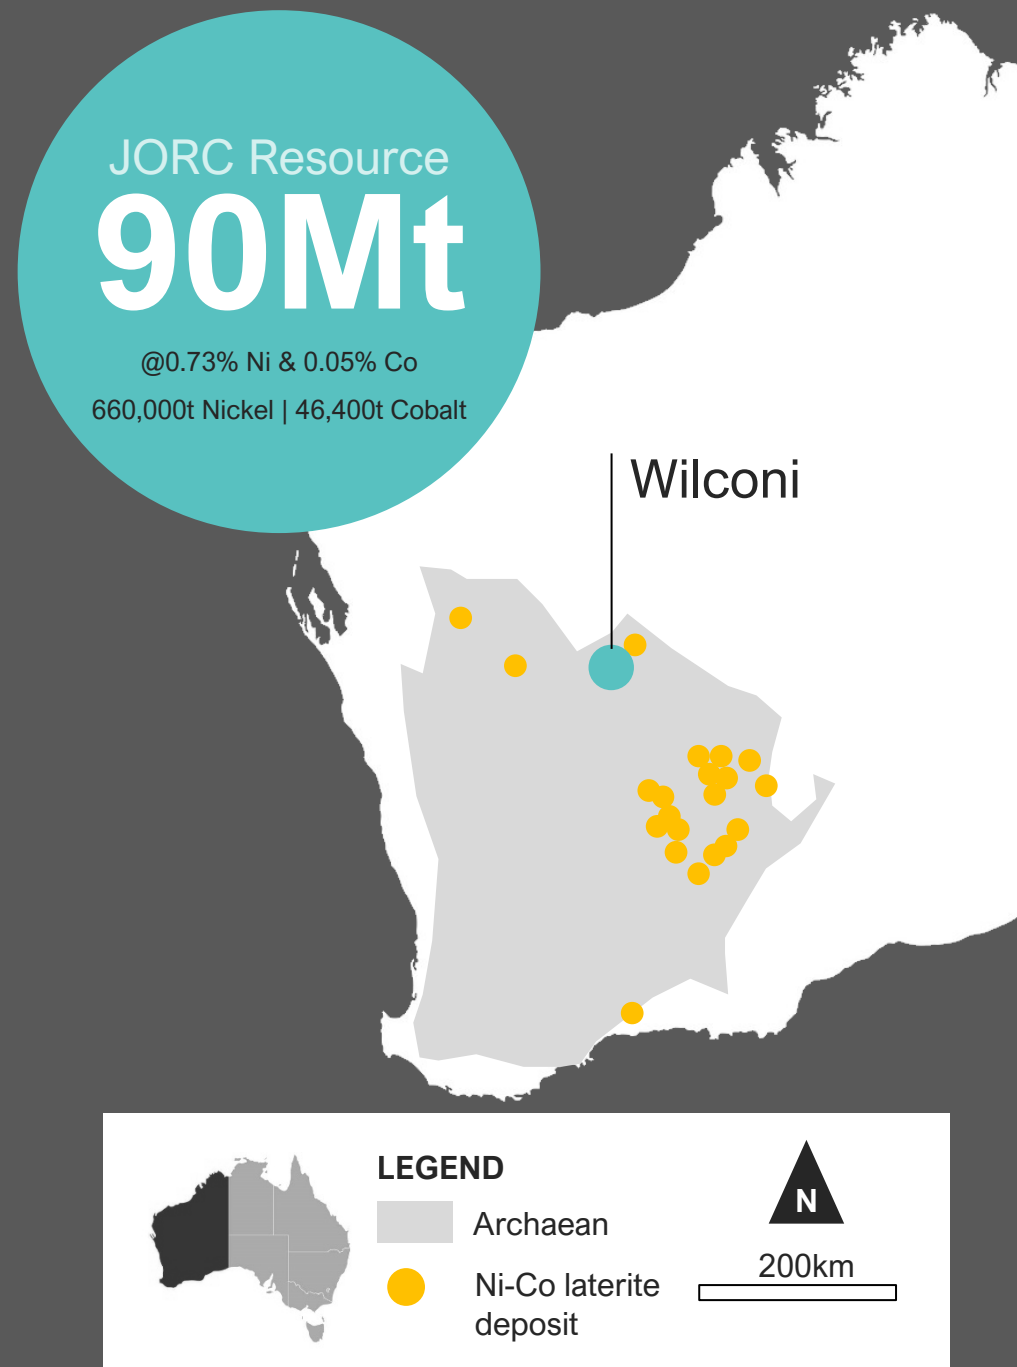 JORC Resource
90Mt
@0.73% Ni & 0.05% Co
660,000t Nickel | 46,400t Cobalt
Wilconi
LEGEND
Archaean
Ni-Co laterite
deposit
N
200km